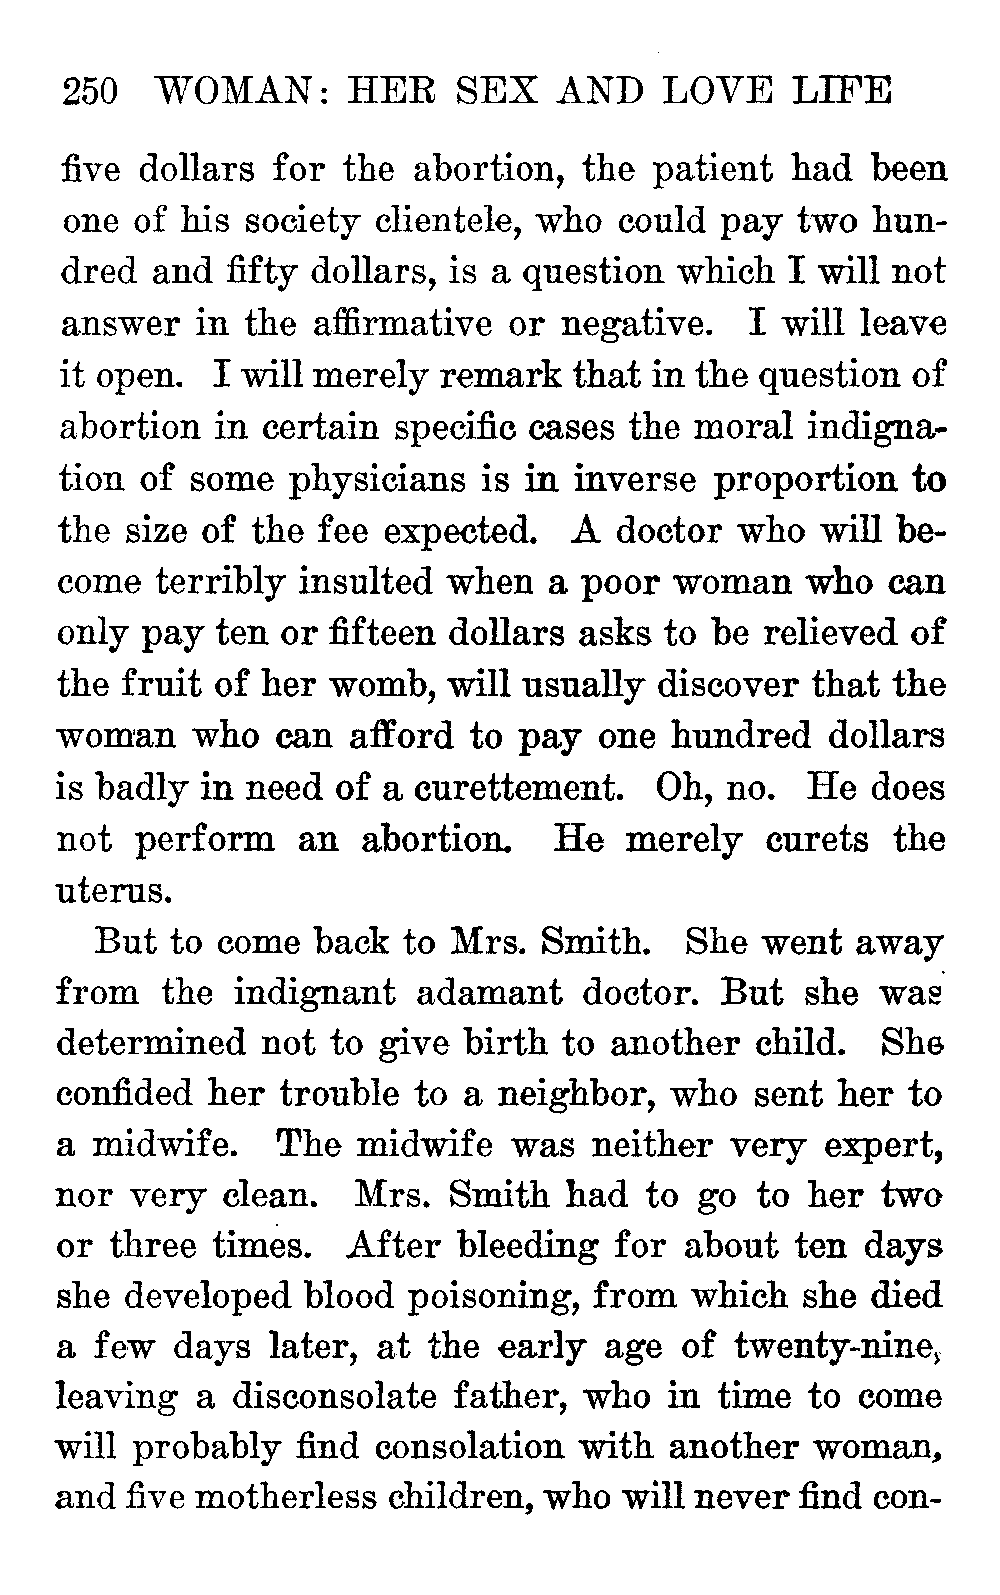 250 WOMAN: HER SEX AND LOVE LIFE
five dollars for the abortion, the patient had been
one of his society clientele, who could pay two hun-
dred and fifty dollars, is a question which I will not
answer in the affirmative or negative. I will leave
it open. I will merely remark that in the question of
abortion in certain specific cases the moral indigna-
tion of some physicians is in inverse proportion to
the size of the fee expected. A doctor who will be-
come terribly insulted when a poor woman who can
only pay ten or fifteen dollars asks to be relieved of
the fruit of her womb, will usually discover that the
woman who can afford to pay one hundred dollars
is badly in need of a curettement. Oh, no. He does
not perform an abortion. He merely curets the
uterus.
But to come back to Mrs. Smith. She went away
from the indignant adamant doctor. But she was
determined not to give birth to another child. She
confided her trouble to a neighbor, who sent her to
a midwife. The midwife was neither very expert,
nor very clean. Mrs. Smith had to go to her two
or three times. After bleeding for about ten days
she developed blood poisoning, from which she died
a few days later, at the early age of twenty-nine,
leaving a disconsolate father, who in time to come
will probably find consolation with another woman,
and five motherless children, who will never find con-